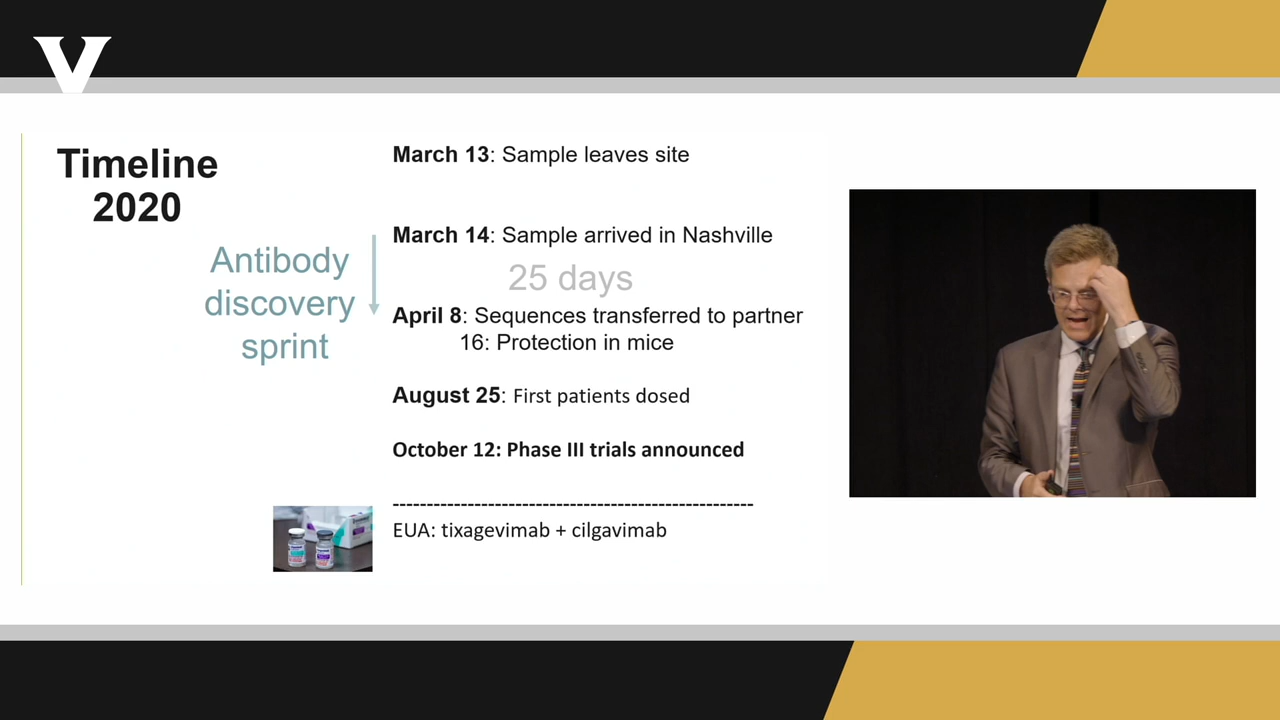 V
Timeline
2020
Antibody
discovery
sprint
March 13: Sample leaves site
March 14: Sample arrived in Nashville
25 days
April 8: Sequences transferred to partner
16: Protection in mice
August 25: First patients dosed
October 12: Phase III trials announced
-----------------------------------------------------
EUA: tixagevimab + cilgavimab